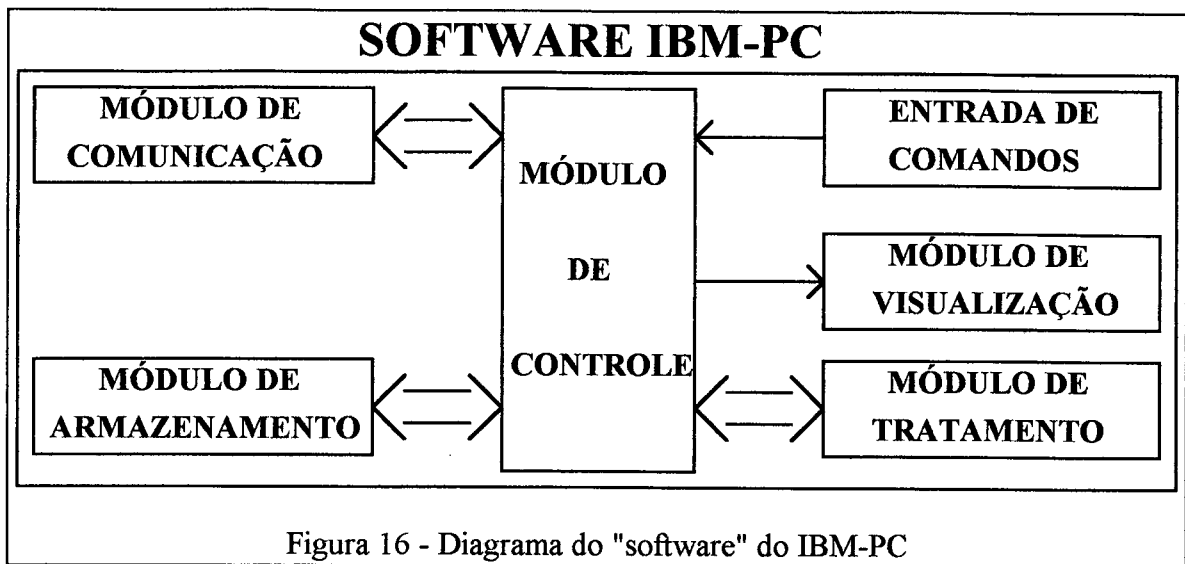 SOFTWARE IBM-PC
MÓDULO DE
COMUNICAÇÃO
MÓDULO DE
ARMAZENAMENTO
MÓDULO
DE
CONTROLE
ENTRADA DE
COMANDOS
MÓDULO DE
VISUALIZAÇÃO
MÓDULO DE
TRATAMENTO
Figura 16 - Diagrama do "software" do IBM-PC